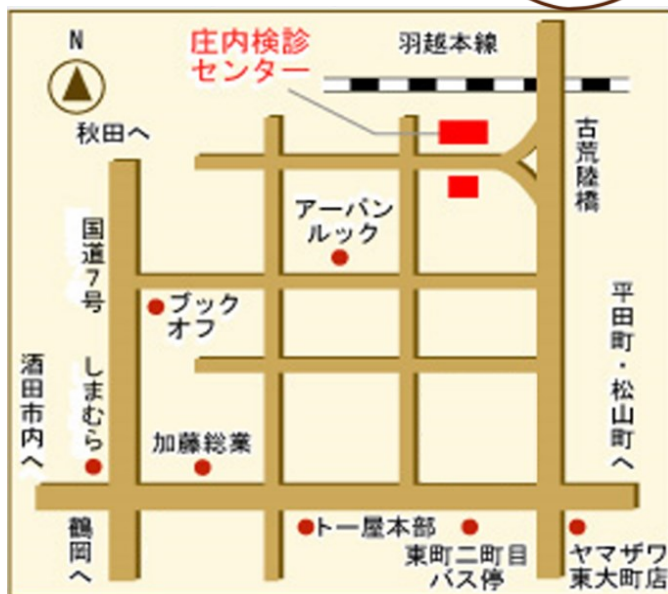 N
庄内検診
センター
羽越本線
秋田へ
古荒陸橋
国道7号
アーバン
ルック
ブック
オフ
平田町・松山町へ
酒田市内へ
しまむら
加藤総業
鶴岡へ
トー屋本部
東町二町目
バス停
ヤマザワ
東大町店